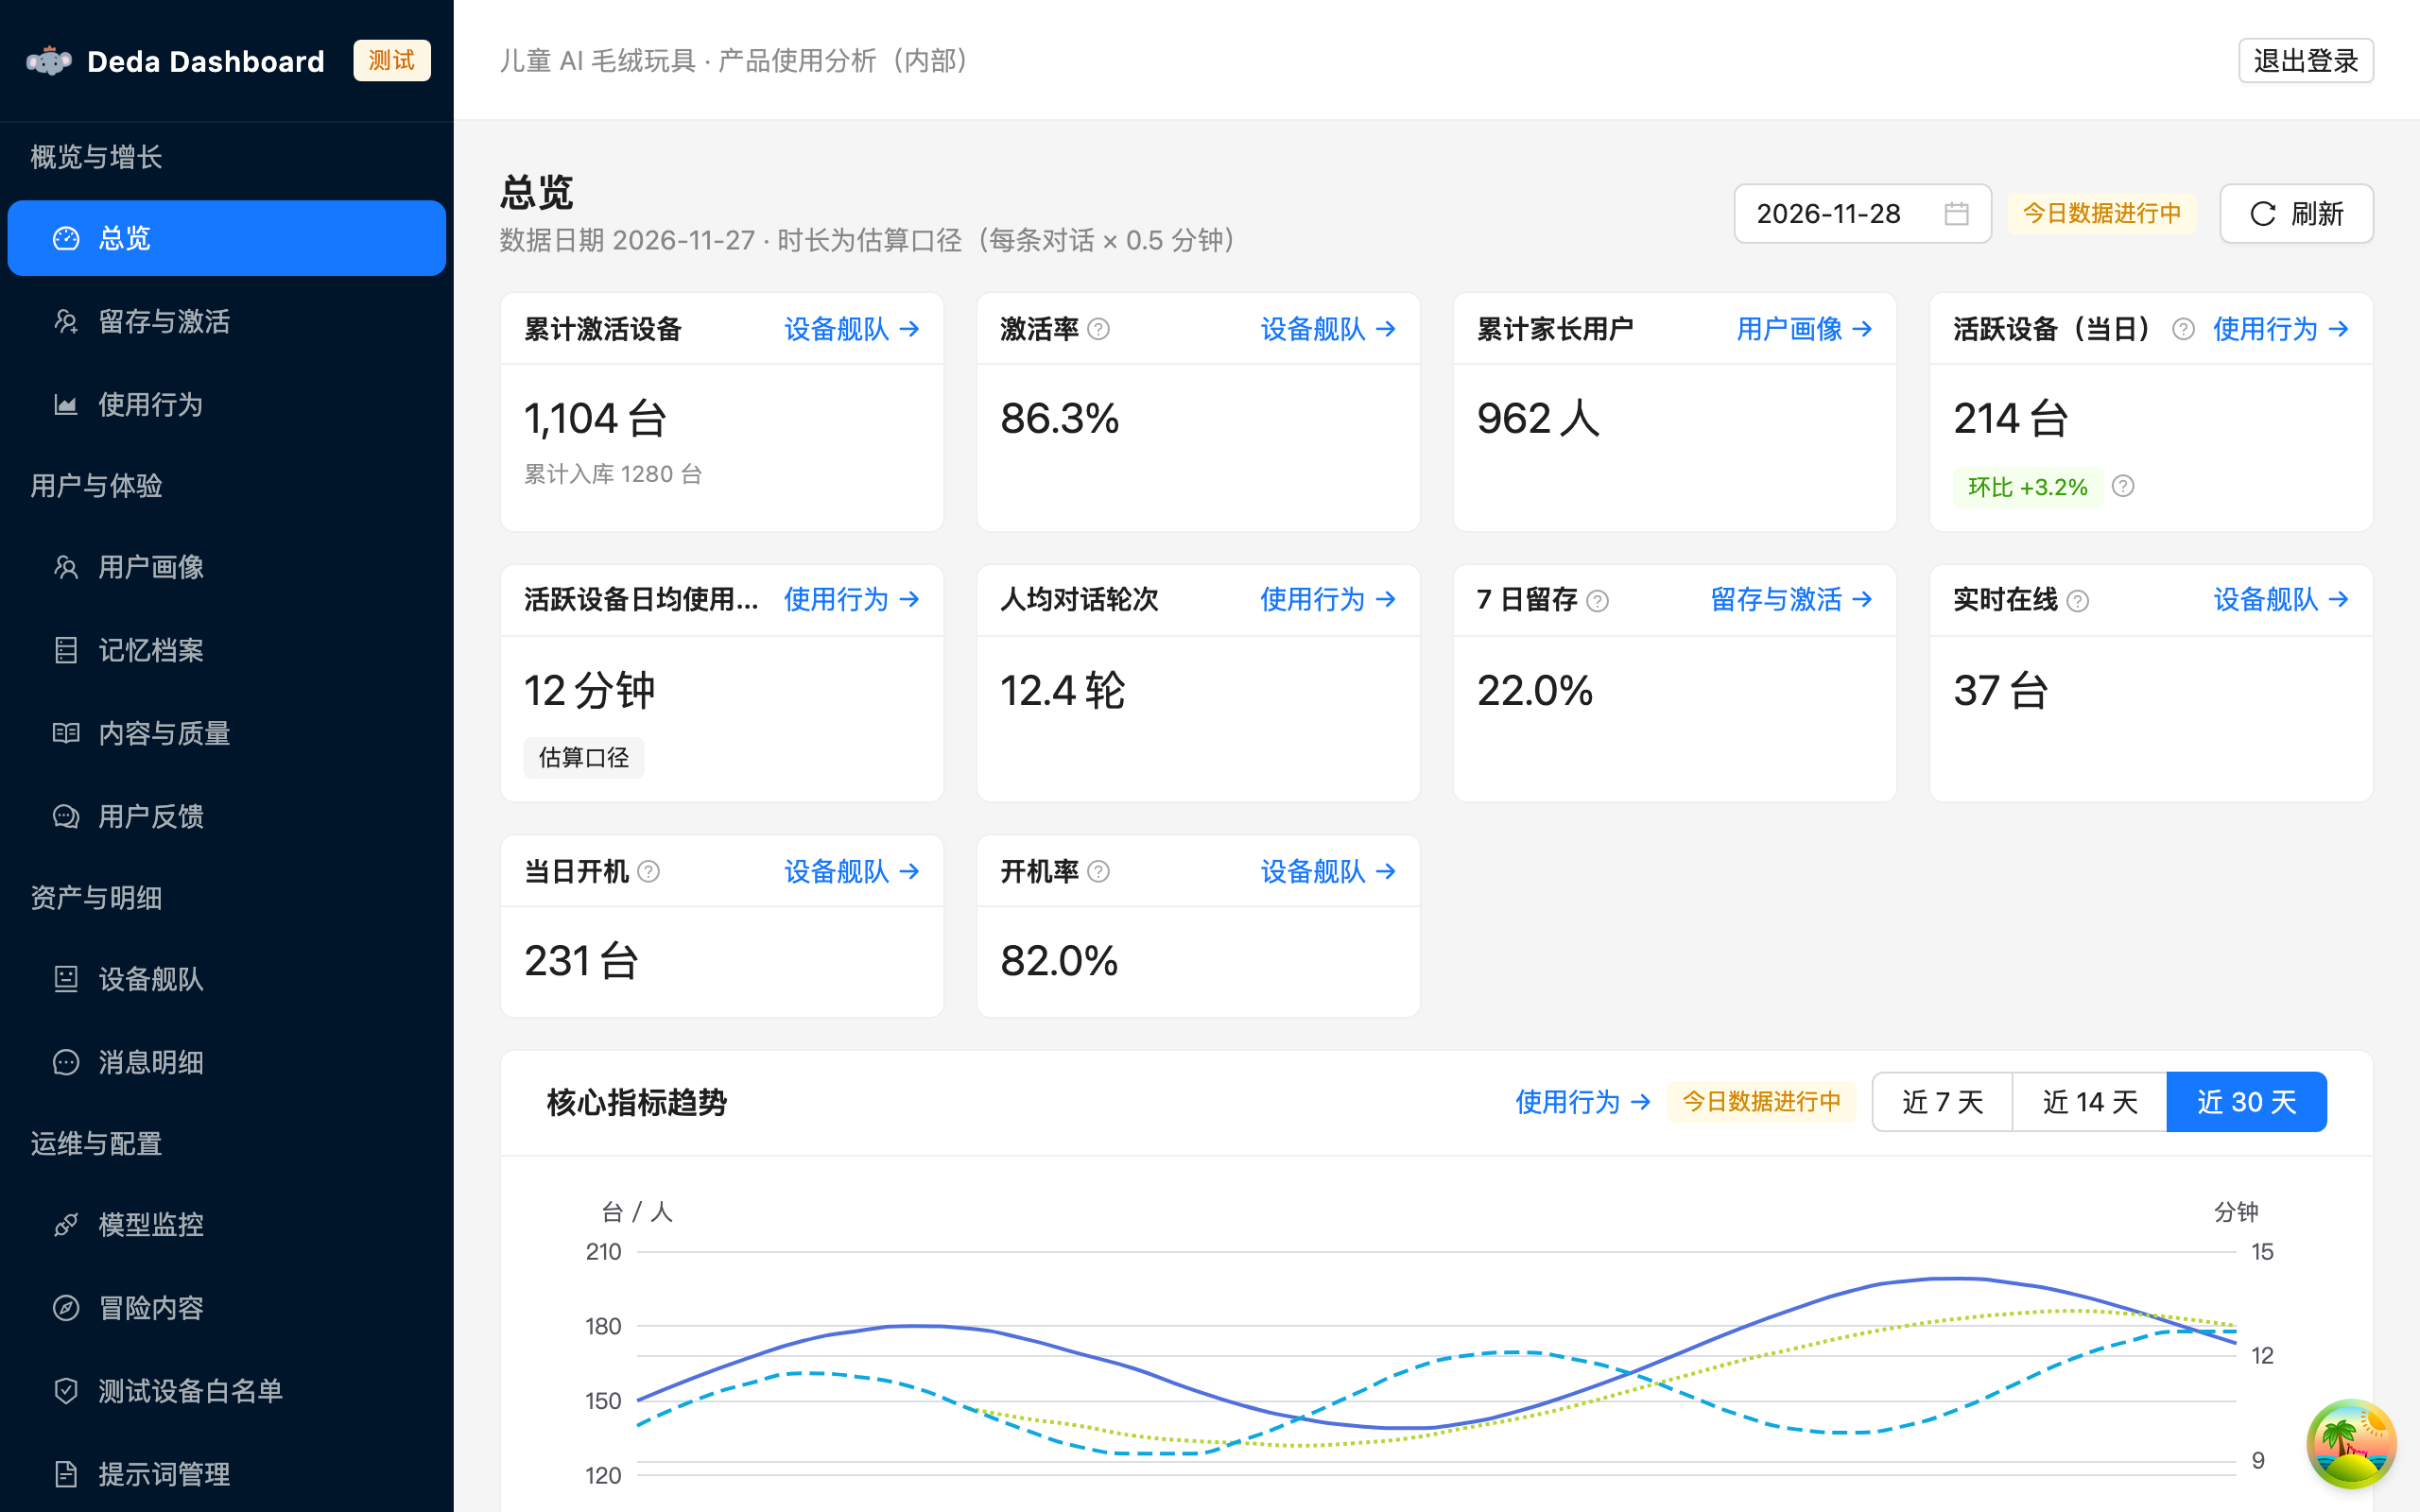 Deda Dashboard 测试
概览与增长
总览
留存与激活
使用行为
用户与体验
用户画像
记忆档案
内容与质量
用户反馈
资产与明细
设备舰队
消息明细
运维与配置
模型监控
冒险内容
测试设备白名单
提示词管理
儿童 AI 毛绒玩具 · 产品使用分析（内部）
退出登录
总览
数据日期 2026-11-27 · 时长为估算口径（每条对话 × 0.5 分钟）
2026-11-28 今日数据进行中 刷新
累计激活设备 设备舰队 →
1,104 台
累计入库 1280 台
激活率 设备舰队 →
86.3%
累计家长用户 用户画像 →
962 人
活跃设备（当日） 使用行为 →
214 台
环比 +3.2%
活跃设备日均使用... 使用行为 →
12 分钟
估算口径
人均对话轮次 使用行为 →
12.4 轮
7 日留存 留存与激活 →
22.0%
实时在线 设备舰队 →
37 台
当日开机 设备舰队 →
231 台
开机率 设备舰队 →
82.0%
核心指标趋势 使用行为 → 今日数据进行中 近 7 天 近 14 天 近 30 天
台 / 人 分钟
210 15
180
12
150
9
120